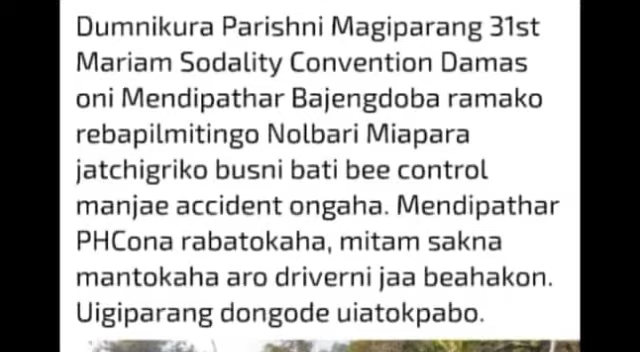 Dumnikura Parishni Magiparang 31st
Mariam Sodality Convention Damas
oni Mendipathar Bajengdoba ramako
rebapilmitingo Nolbari Miapara
jatchigriko busni bati bee control
manjae accident ongaha. Mendipathar
PHCona rabatokaha, mitam sakna
mantokaha aro driverni jaa beahakon.
Uigiparang dongode uiatokpabo.